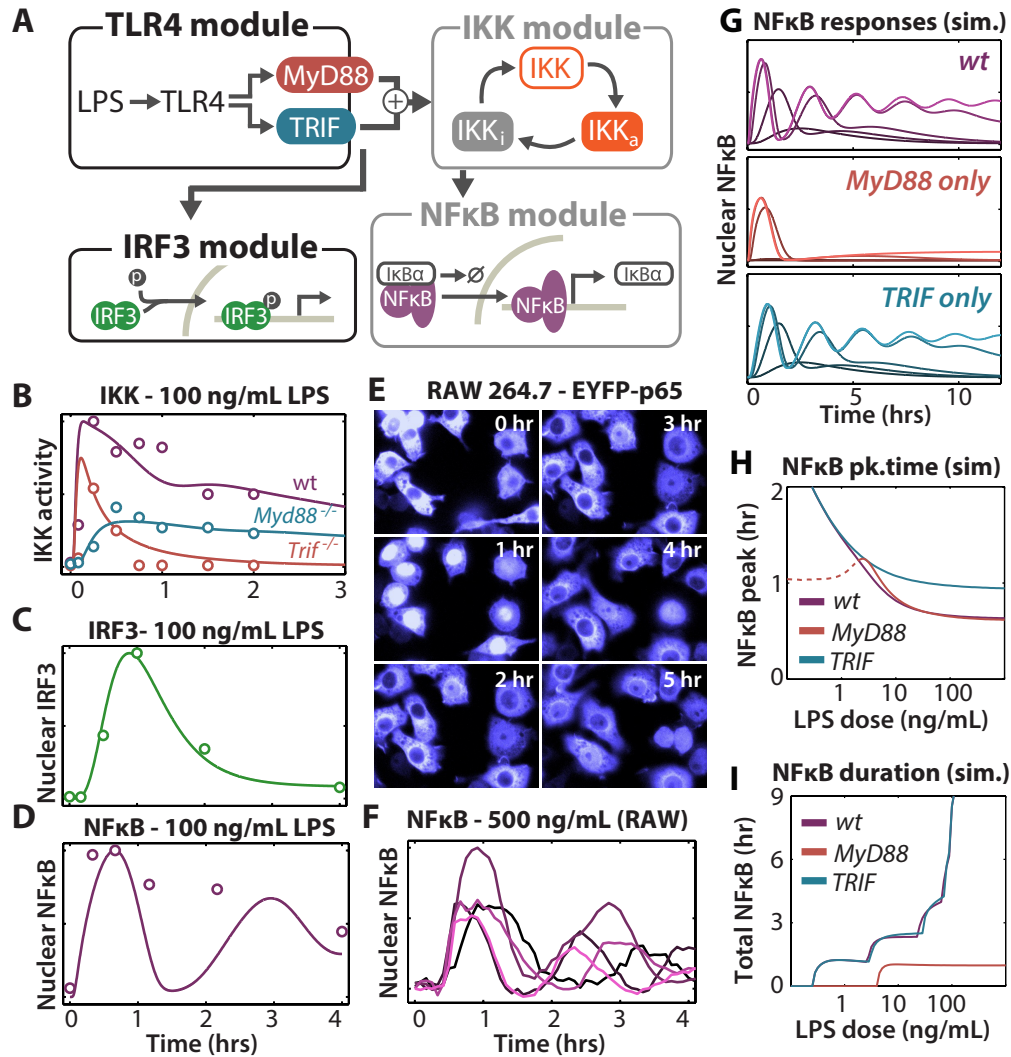 A
TLR4 module
LPS
TLR4
MyD88
TRIF
+
IKK module
IKK
IKKi
IKKa
IRF3 module
p
IRF3
IRF3
p
NFκB module
IκBα
Ø
NFκB
NFκB
IκBα
B
IKK - 100 ng/mL LPS
IKK activity
wt
Myd88-/-
Trif-/-
0
1
2
3
C
IRF3- 100 ng/mL LPS
Nuclear IRF3
0
1
2
3
4
D
NFκB - 100 ng/mL LPS
Nuclear NFκB
0
1
2
3
4
Time (hrs)
E
RAW 264.7 - EYFP-p65
0 hr
3 hr
1 hr
4 hr
2 hr
5 hr
F
NFκB - 500 ng/mL (RAW)
Nuclear NFκB
0
1
2
3
4
Time (hrs)
G
NFκB responses (sim.)
wt
MyD88 only
TRIF only
Nuclear NFκB
0
5
10
Time (hrs)
H
NFκB pk.time (sim)
NFκB peak (hr)
2
1
0
wt
MyD88
TRIF
1
10
100
LPS dose (ng/mL)
I
NFκB duration (sim.)
Total NFκB (hr)
9
6
3
0
wt
MyD88
TRIF
1
10
100
LPS dose (ng/mL)